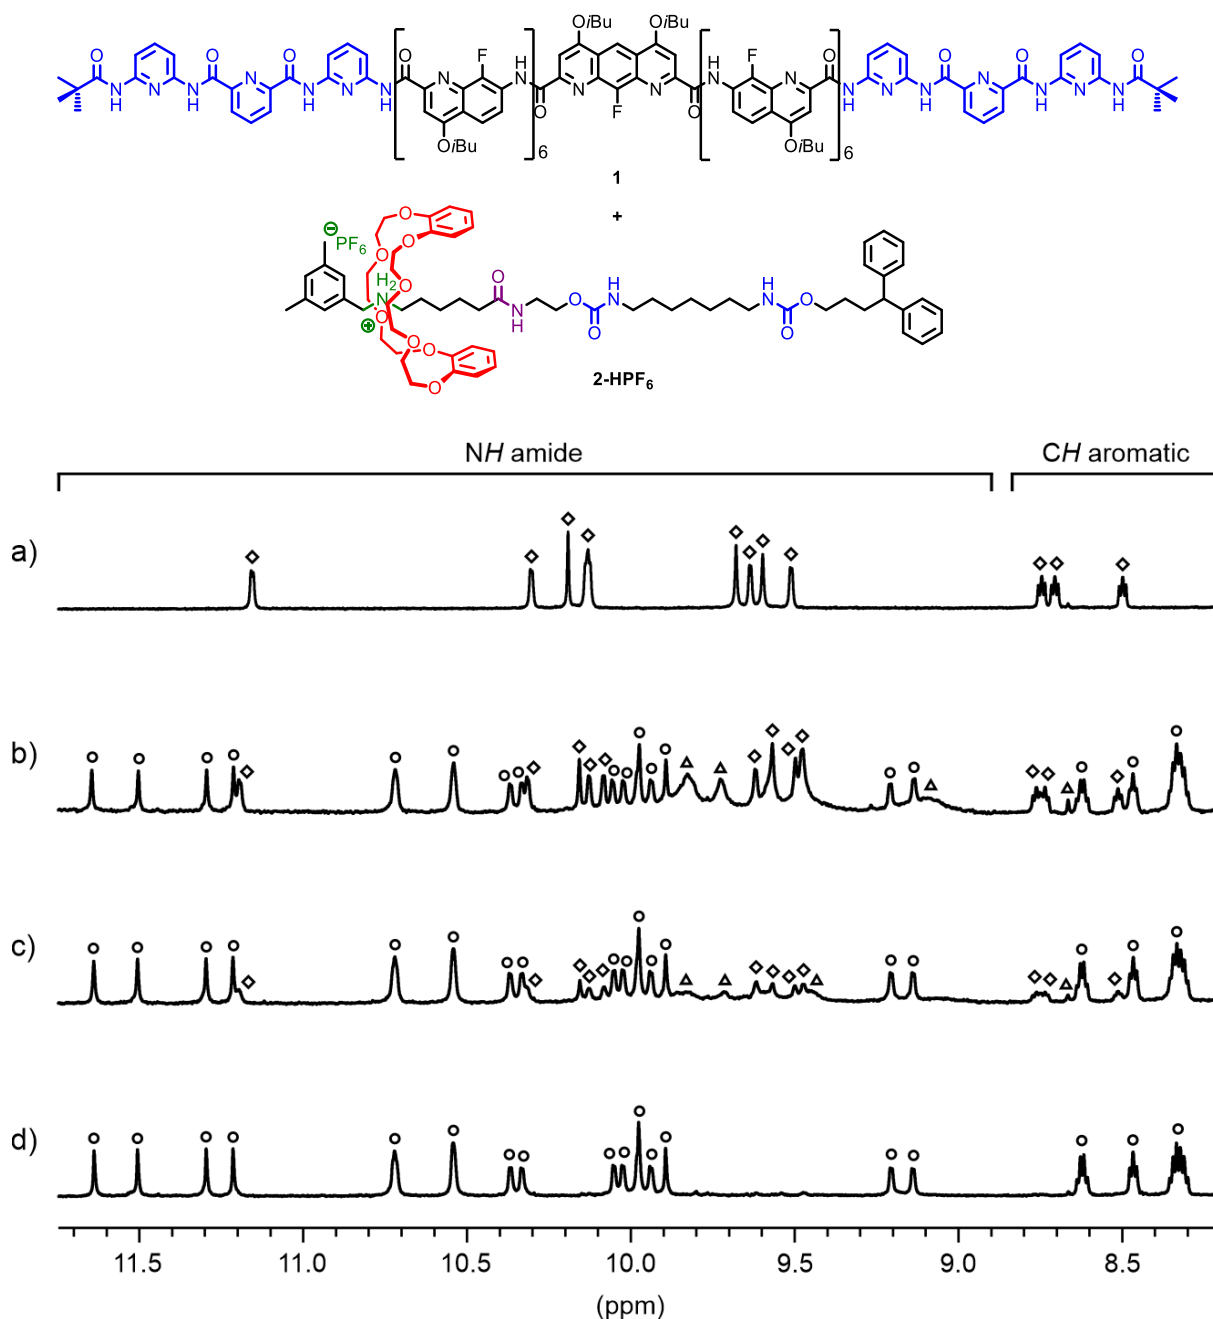 OiBu OiBu
O O O O F N H N F N H N F N O O O O
N H N N H N N H N N H O N N O N H N H N N H N N H N N H
OiBu F OiBu
6 6
1
+
⊖ PF6
O O O O O O O O
H2 N ⊕
O N H O O N H
H N O O O
2-HPF6
NH amide CH aromatic
a)
b)
c)
d)
11.5 11.0 10.5 10.0 9.5 9.0 8.5
(ppm)